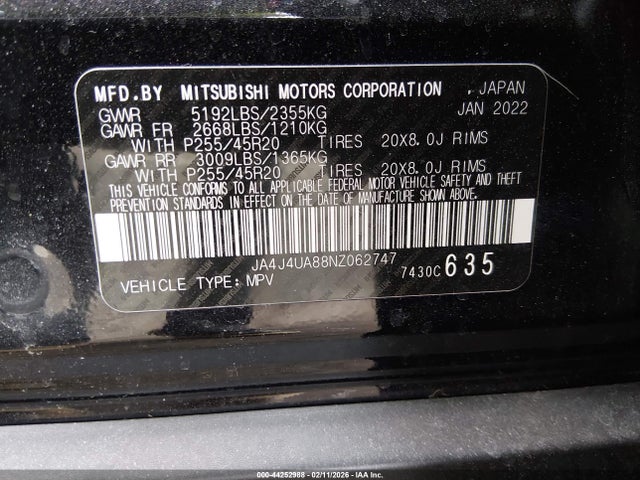 MFD.BY MITSUBISHI MOTORS CORPORATION , JAPAN
GVWR 5192LBS/2355KG JAN 2022
GAWR FR 2668LBS/1210KG
WITH P255/45R20 TIRES 20X8.0J RIMS
GAWR RR 3009LBS/1365KG
WITH P255/45R20 TIRES 20X8.0J RIMS
THIS VEHICLE CONFORMS TO ALL APPLICABLE FEDERAL MOTOR VEHICLE SAFETY AND THEFT
PREVENTION STANDARDS IN EFFECT ON THE DATE OF MANUFACTURE SHOWN ABOVE.
JA4J4UA88NZ062747
7430C 635
VEHICLE TYPE: MPV
000-44252988 - 02/11/2026 - IAAI.COM